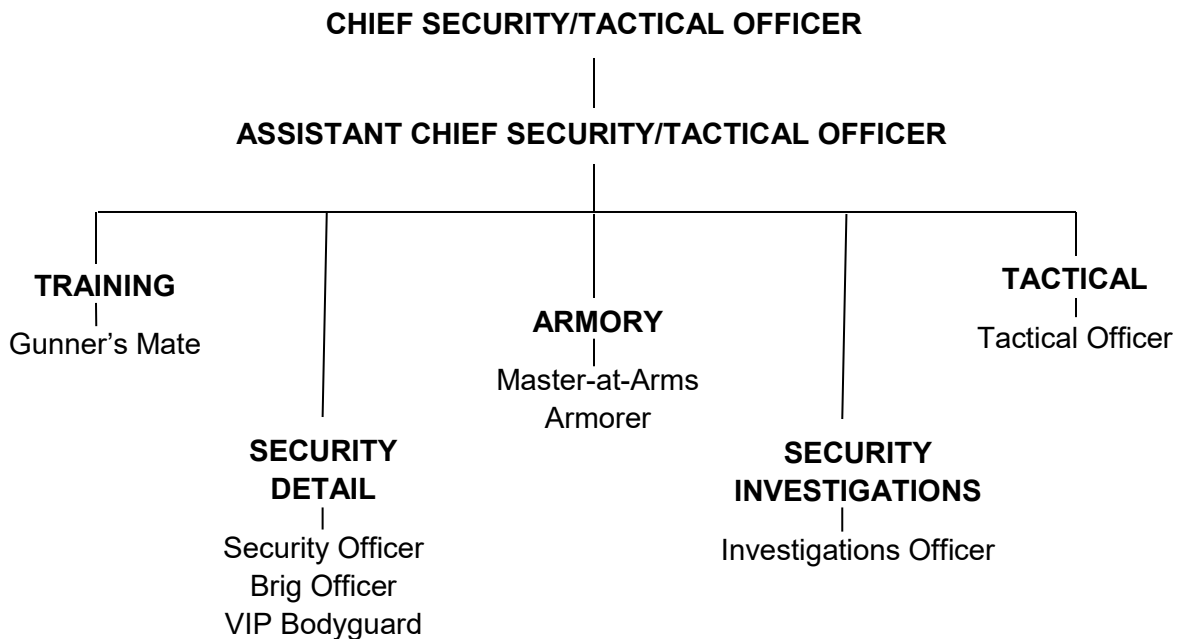 CHIEF SECURITY/TACTICAL OFFICER
ASSISTANT CHIEF SECURITY/TACTICAL OFFICER
TRAINING
Gunner’s Mate
SECURITY
DETAIL
Security Officer
Brig Officer
VIP Bodyguard
ARMORY
Master-at-Arms
Armorer
SECURITY
INVESTIGATIONS
Investigations Officer
TACTICAL
Tactical Officer